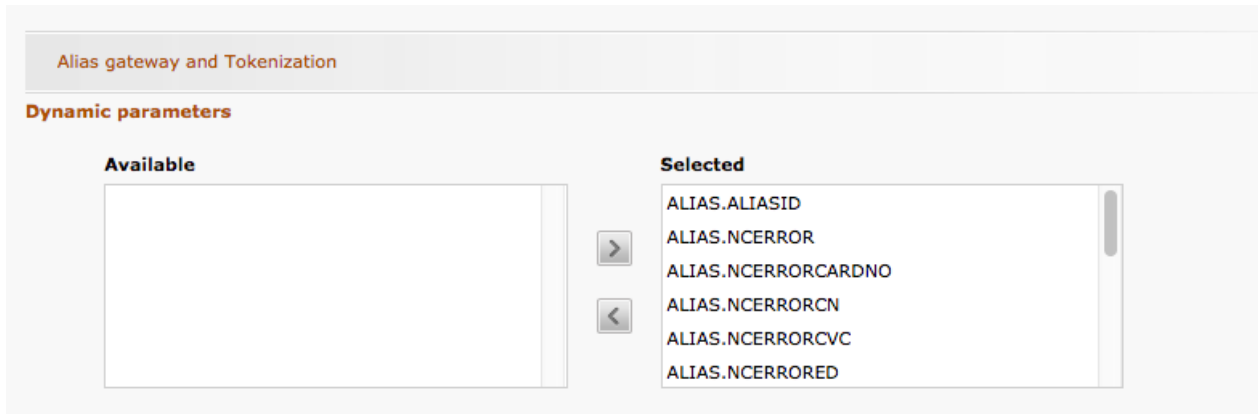 Alias gateway and Tokenization
Dynamic parameters
Available
Selected
ALIAS.ALIASID
ALIAS.NCERROR
ALIAS.NCERRORCARDNO
ALIAS.NCERRORCN
ALIAS.NCERRORCVC
ALIAS.NCERRORED